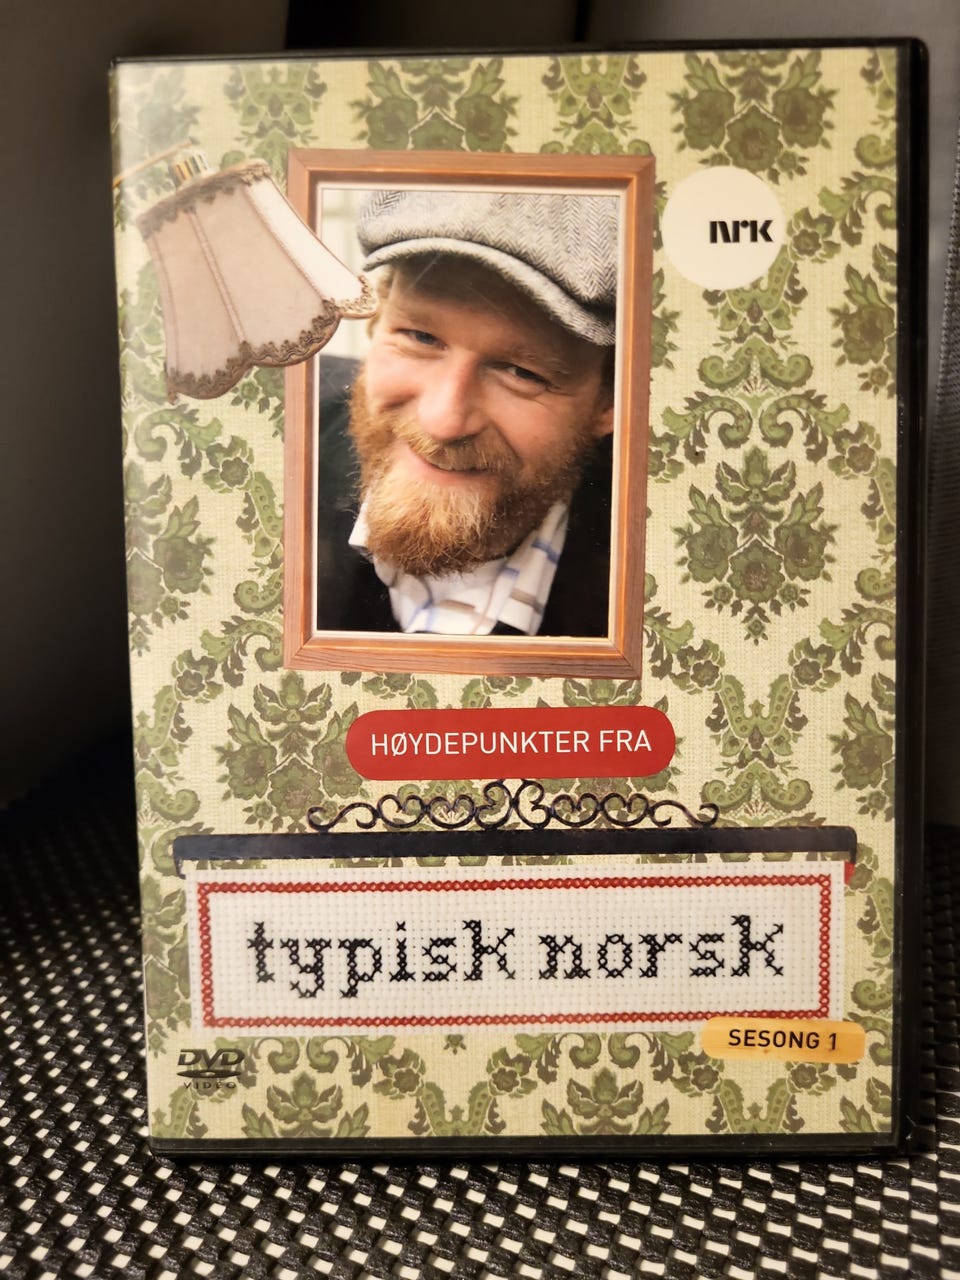 NRK
HØYDEPUNKTER FRA
typisk norsk
SESONG 1
DVD
VIDEO